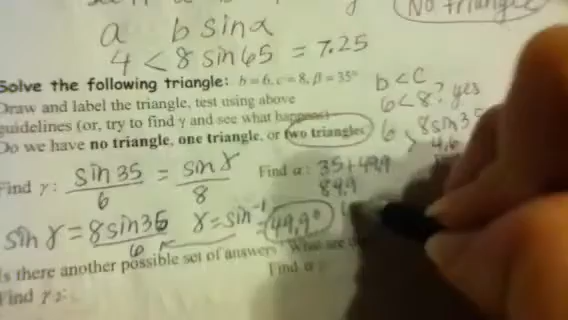 No triangle
a b sin α
4 < 8 sin 65 = 7.25
Solve the following triangle: b = 6, c = 8, β = 35°
Draw and label the triangle, test using above
guidelines (or, try to find γ and see what happens)
Do we have no triangle, one triangle, or two triangles
b < c
6 < 8? yes
6 > 8 sin 35
4.6
Find γ: sin 35 / 6 = sin γ / 8
Find α: 35 + 49.9
84.9
sin γ = 8 sin 35 / 6 γ = sin⁻¹
= 49.9°
Is there another possible set of answers? What are
Find α
Find γ₂: